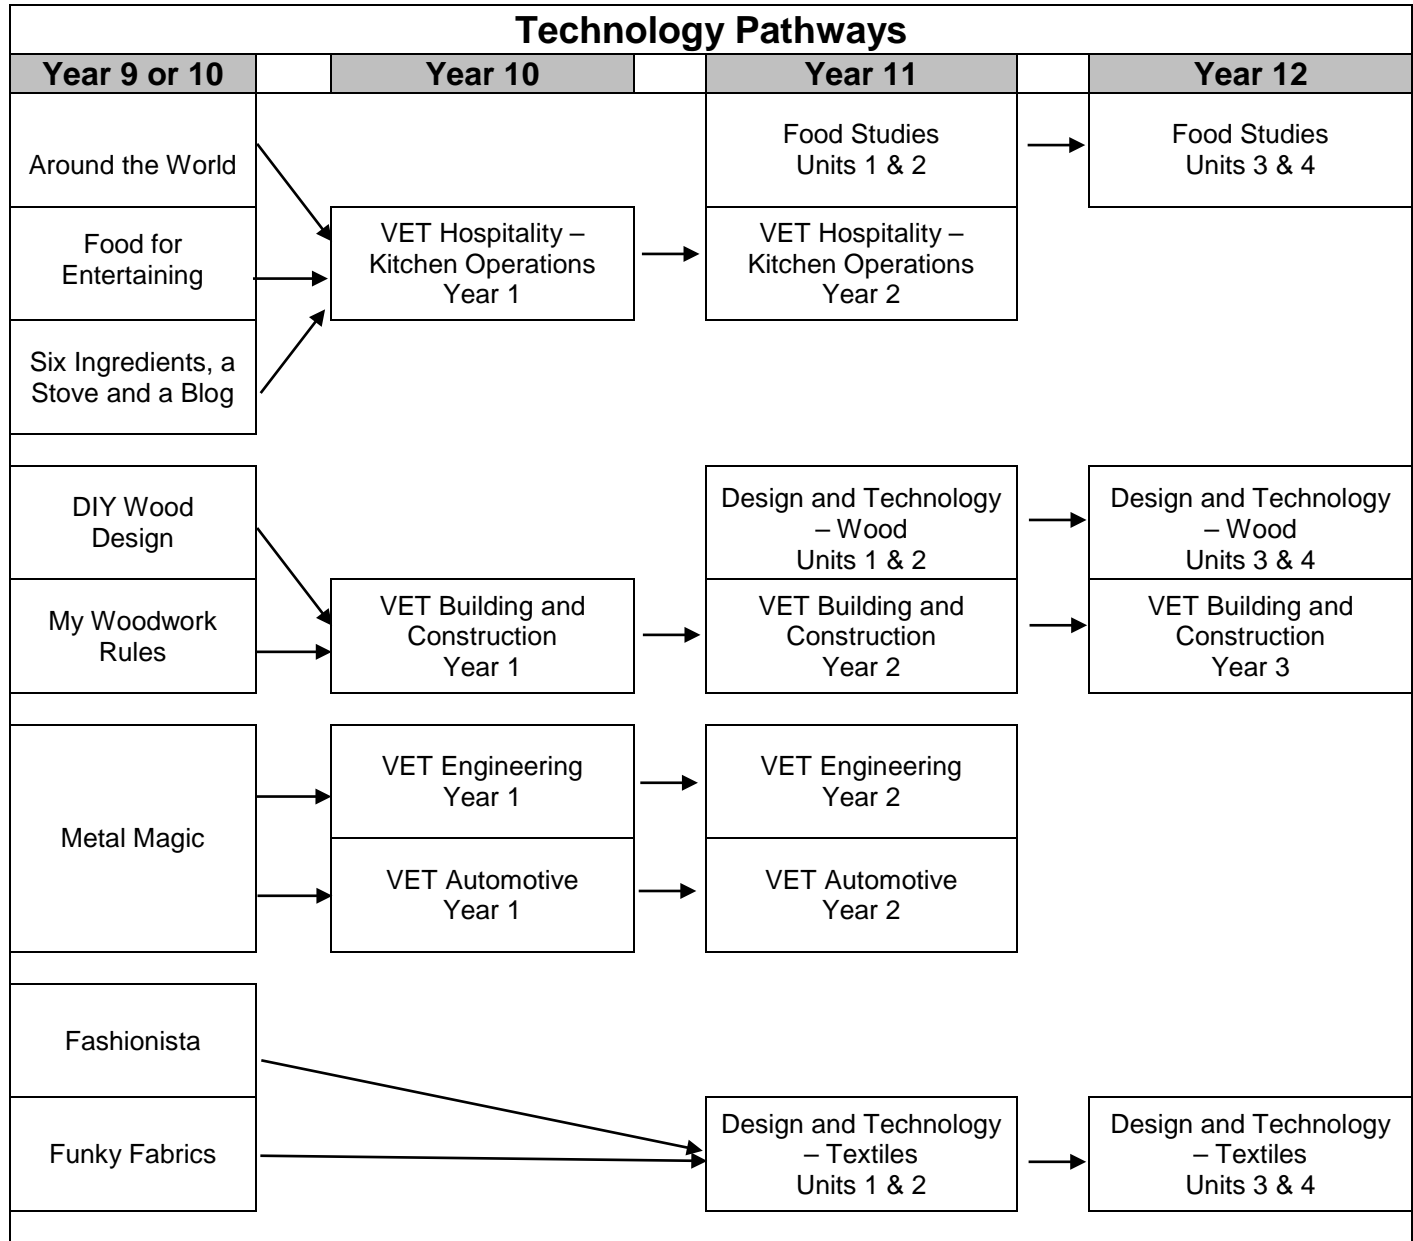 Technology Pathways
Year 9 or 10
Year 10
Year 11
Year 12
Around the World
Food Studies
Units 1 & 2
Food Studies
Units 3 & 4
Food for
Entertaining
VET Hospitality –
Kitchen Operations
Year 1
VET Hospitality –
Kitchen Operations
Year 2
Six Ingredients, a
Stove and a Blog
DIY Wood
Design
Design and Technology
– Wood
Units 1 & 2
Design and Technology
– Wood
Units 3 & 4
My Woodwork
Rules
VET Building and
Construction
Year 1
VET Building and
Construction
Year 2
VET Building and
Construction
Year 3
Metal Magic
VET Engineering
Year 1
VET Engineering
Year 2
VET Automotive
Year 1
VET Automotive
Year 2
Fashionista
Funky Fabrics
Design and Technology
– Textiles
Units 1 & 2
Design and Technology
– Textiles
Units 3 & 4